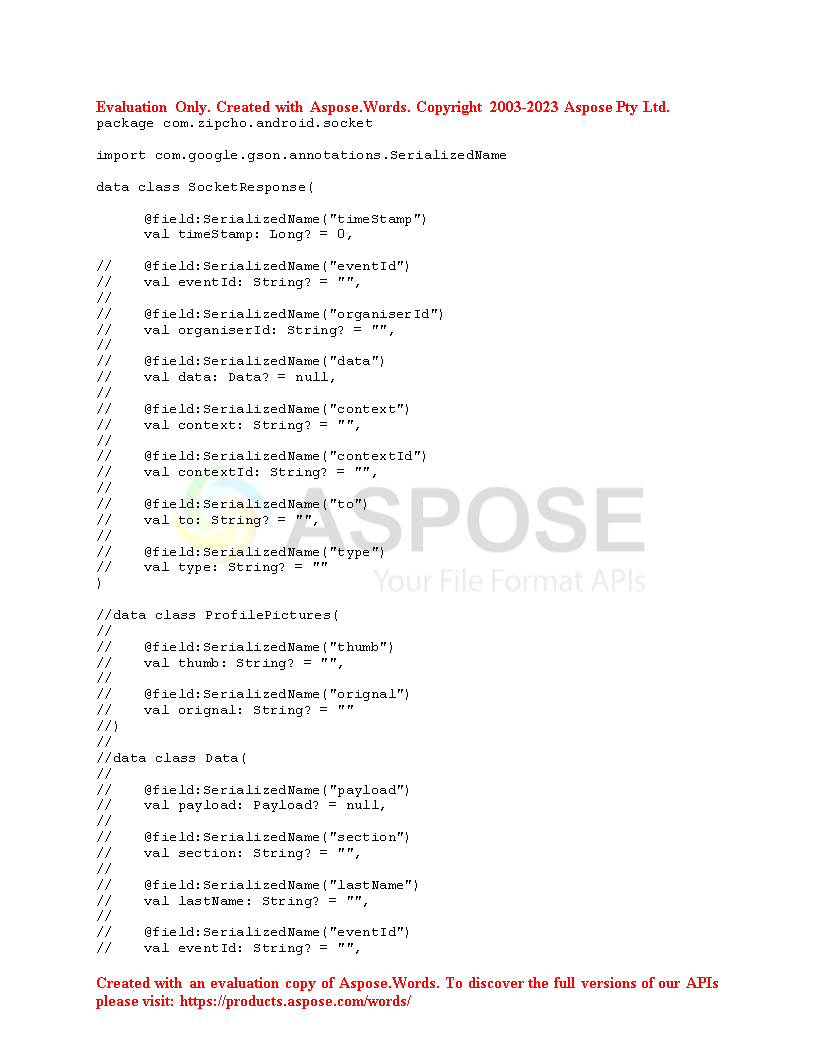 Evaluation Only. Created with Aspose.Words. Copyright 2003-2023 Aspose Pty Ltd.
package com.zipcho.android.socket

import com.google.gson.annotations.SerializedName

data class SocketResponse(

      @field:SerializedName("timeStamp")
      val timeStamp: Long? = 0,

//    @field:SerializedName("eventId")
//    val eventId: String? = "",
//
//    @field:SerializedName("organiserId")
//    val organiserId: String? = "",
//
//    @field:SerializedName("data")
//    val data: Data? = null,
//
//    @field:SerializedName("context")
//    val context: String? = "",
//
//    @field:SerializedName("contextId")
//    val contextId: String? = "",
//
//    @field:SerializedName("to")
//    val to: String? = "",
//
//    @field:SerializedName("type")
//    val type: String? = ""
)

//data class ProfilePictures(
//
//    @field:SerializedName("thumb")
//    val thumb: String? = "",
//
//    @field:SerializedName("orignal")
//    val orignal: String? = ""
//)
//
//data class Data(
//
//    @field:SerializedName("payload")
//    val payload: Payload? = null,
//
//    @field:SerializedName("section")
//    val section: String? = "",
//
//    @field:SerializedName("lastName")
//    val lastName: String? = "",
//
//    @field:SerializedName("eventId")
//    val eventId: String? = "",
ASPOSE
Your File Format APIs
Created with an evaluation copy of Aspose.Words. To discover the full versions of our APIs
please visit: https://products.aspose.com/words/